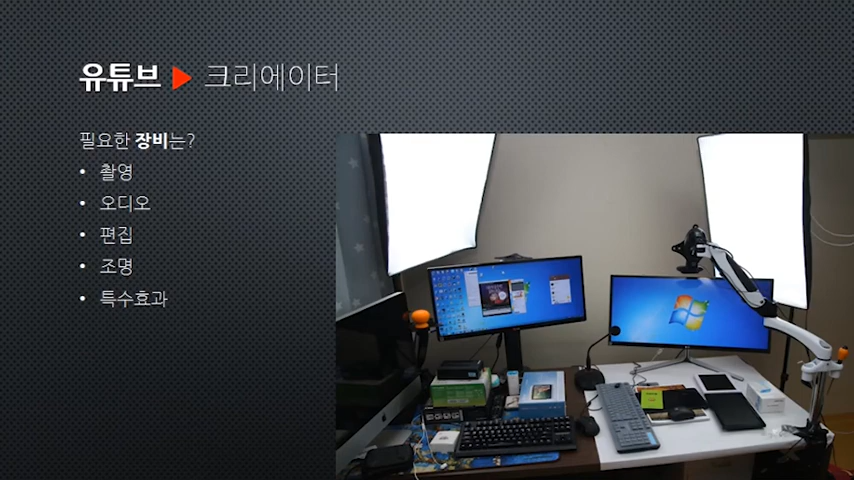 유튜브 ▶ 크리에이터
필요한 장비는?
• 촬영
• 오디오
• 편집
• 조명
• 특수효과